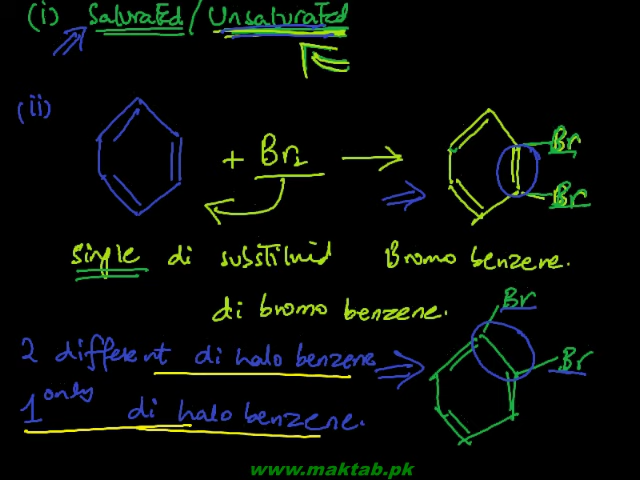 (i) Saturated / Unsaturated
(ii)
+ Br2
Br
Br
single di substituid Bromo benzene.
di bromo benzene.
Br
2 different di halo benzene
Br
1 only di halo benzene.
www.maktab.pk